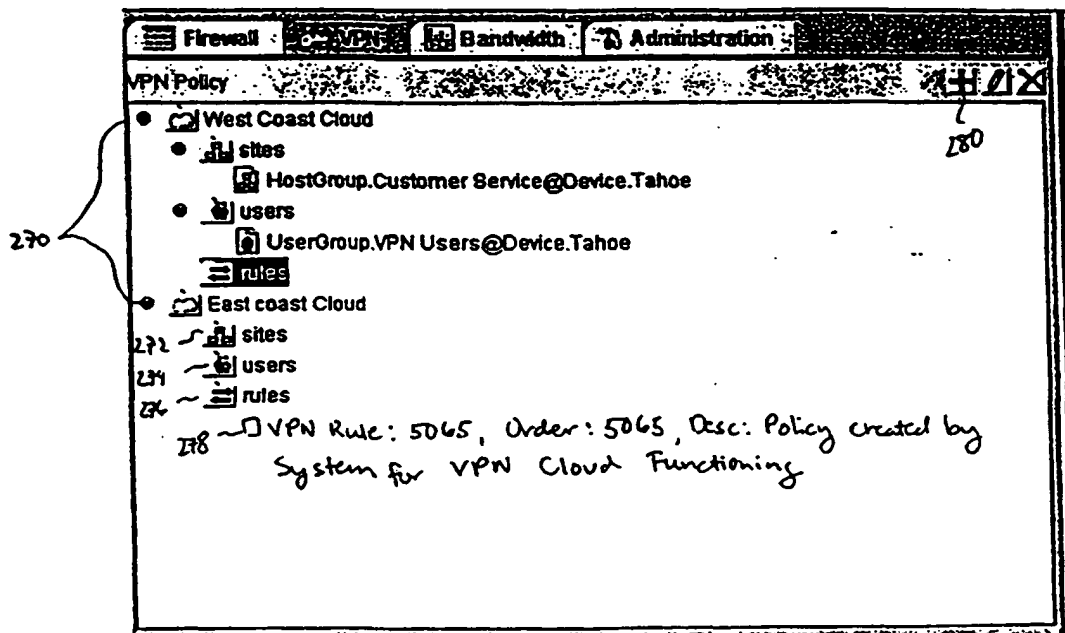 Firewall VPN Bandwidth Administration
VPN Policy
280
West Coast Cloud
sites
HostGroup.Customer Service@Device.Tahoe
users
270
UserGroup.VPN Users@Device.Tahoe
rules
East coast Cloud
272 sites
274 users
276 rules
278 VPN Rule: 5065, Order: 5065, Desc: Policy created by
System for VPN Cloud Functioning